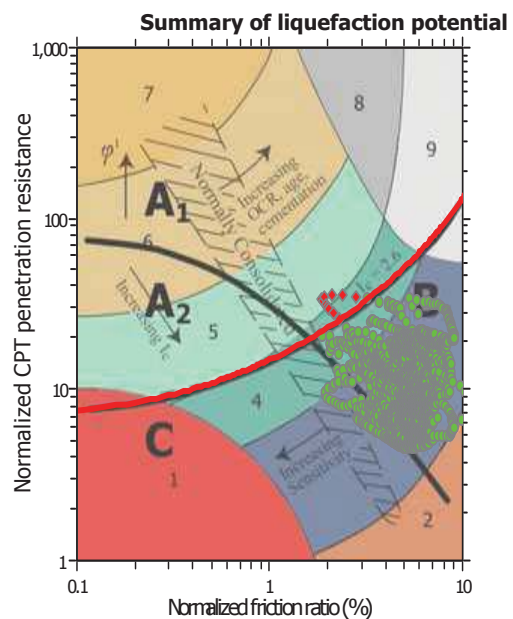 Summary of liquefaction potential
Normalized CPT penetration resistance
1,000
100
10
1
0.1
1
10
Normalized friction ratio (%)
7
8
9
φ'
A1
6
Normally Consolidated
Increasing
OCR, age,
cementation
A2
Increasing Ic
5
Ic = 2.6
B
4
C
1
Increasing
Sensitivity
3
2